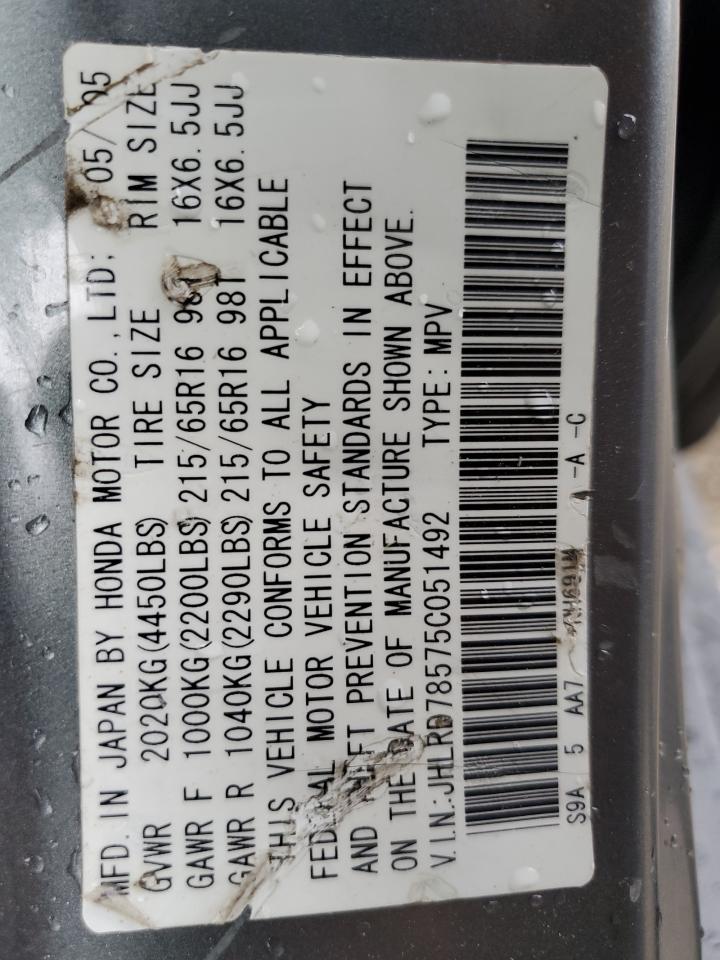 MFD. IN JAPAN BY HONDA MOTOR CO.,LTD; 05/05
GVWR 2020KG(4450LBS) TIRE SIZE RIM SIZE
GAWR F 1000KG(2200LBS) 215/65R16 98T 16X6.5JJ
GAWR R 1040KG(2290LBS) 215/65R16 98T 16X6.5JJ
THIS VEHICLE CONFORMS TO ALL APPLICABLE
FEDERAL MOTOR VEHICLE SAFETY
AND THEFT PREVENTION STANDARDS IN EFFECT
ON THE DATE OF MANUFACTURE SHOWN ABOVE.
V.I.N.:JHLRD78575C051492 TYPE: MPV
S9A 5 AA7 NH691M -A -C